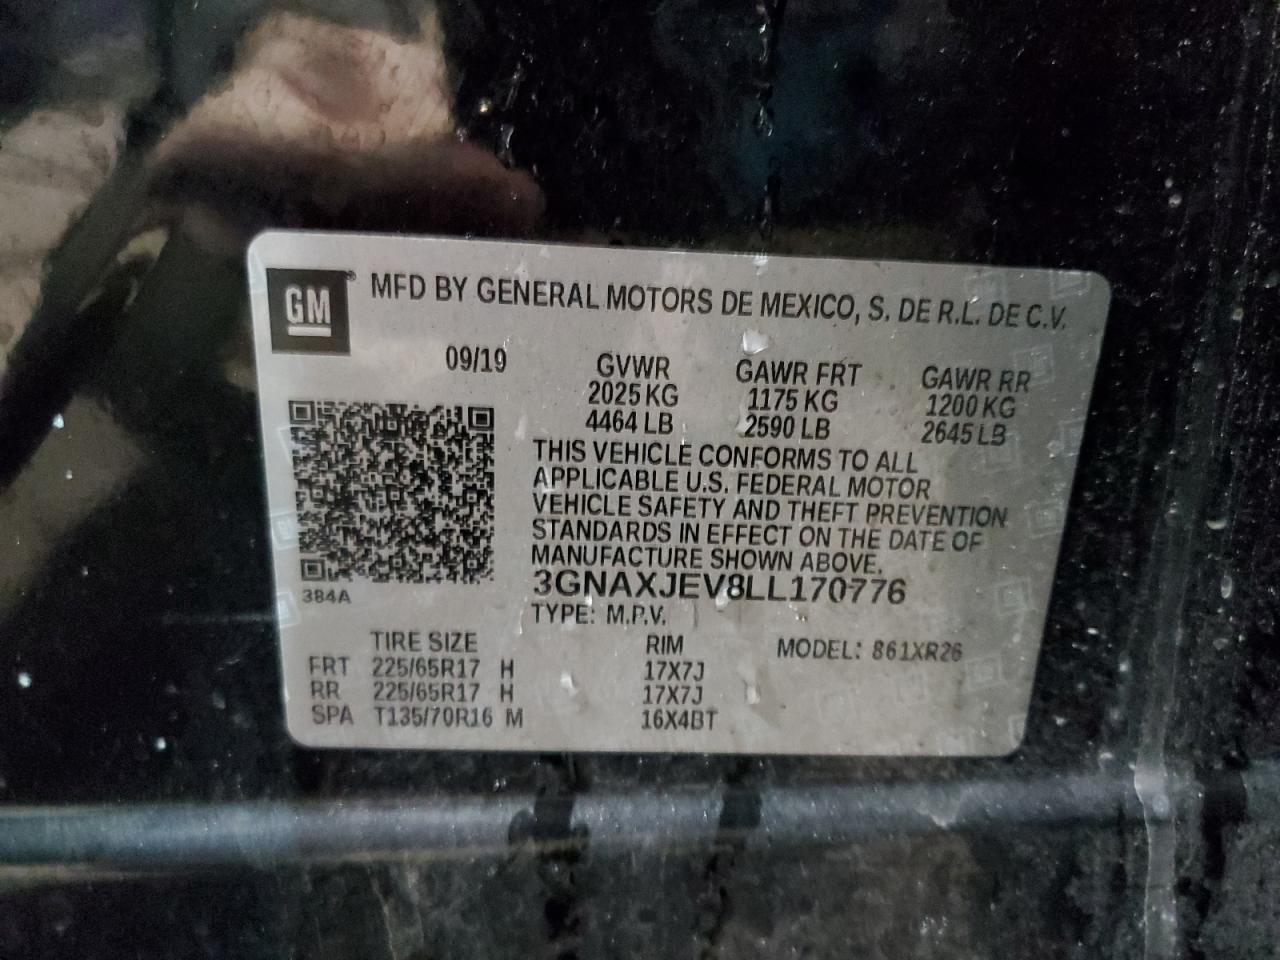 GM® MFD BY GENERAL MOTORS DE MEXICO, S. DE R.L. DE C.V.
09/19 GVWR GAWR FRT GAWR RR
2025 KG 1175 KG 1200 KG
4464 LB 2590 LB 2645 LB
THIS VEHICLE CONFORMS TO ALL
APPLICABLE U.S. FEDERAL MOTOR
VEHICLE SAFETY AND THEFT PREVENTION
STANDARDS IN EFFECT ON THE DATE OF
MANUFACTURE SHOWN ABOVE.
3GNAXJEV8LL170776
384A
TYPE: M.P.V.
TIRE SIZE RIM MODEL: 861XR26
FRT 225/65R17 H 17X7J
RR 225/65R17 H 17X7J
SPA T135/70R16 M 16X4BT